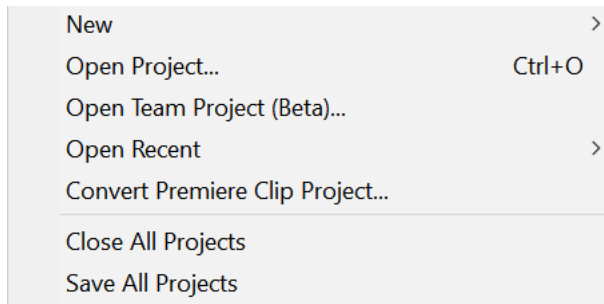 New
Open Project... Ctrl+O
Open Team Project (Beta)...
Open Recent
Convert Premiere Clip Project...
Close All Projects
Save All Projects